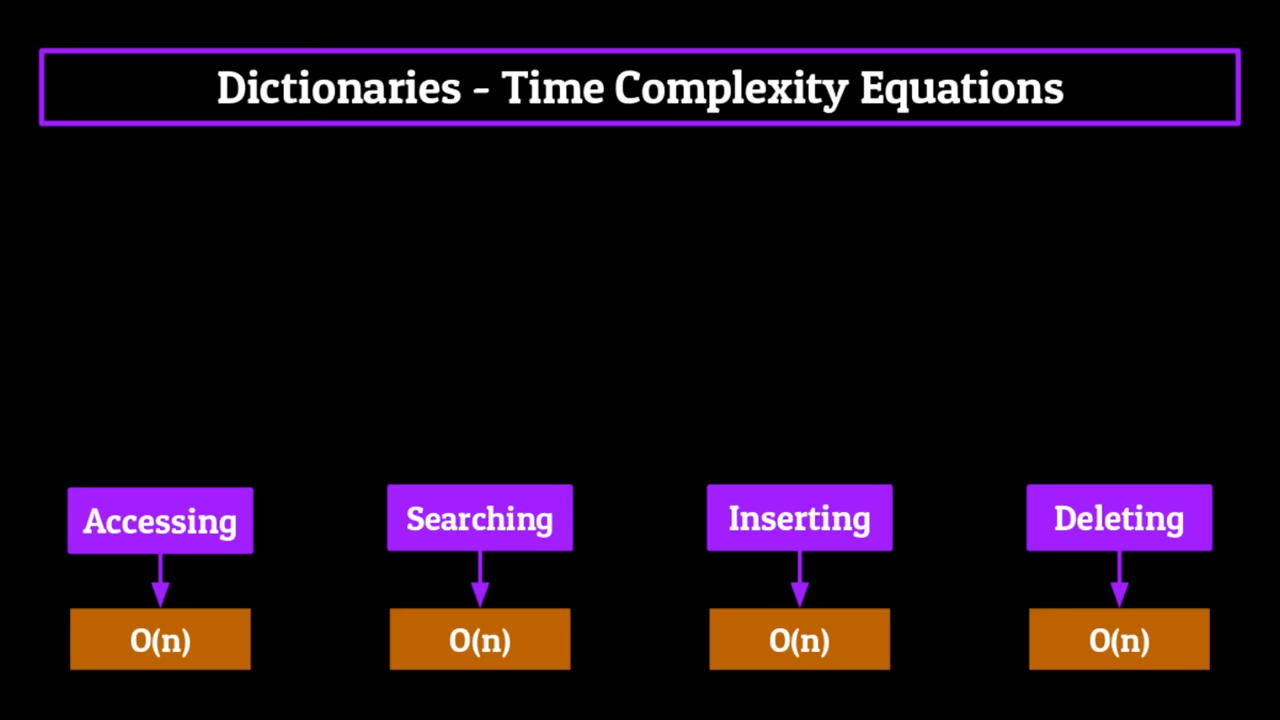 Dictionaries - Time Complexity Equations
Accessing
Searching
Inserting
Deleting
O(n)
O(n)
O(n)
O(n)